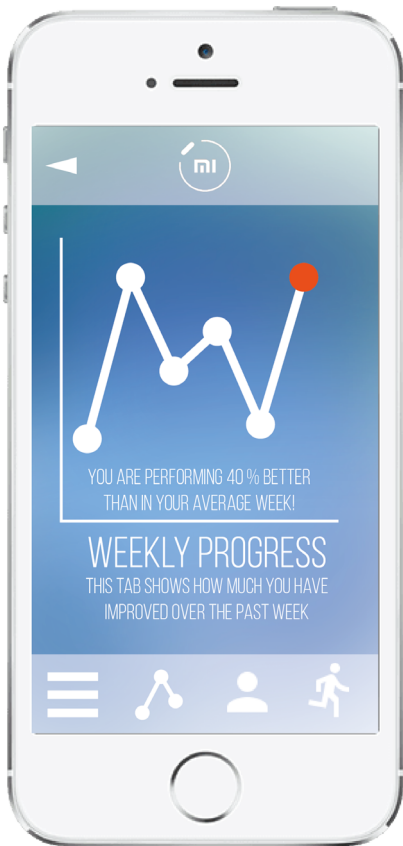 mi
YOU ARE PERFORMING 40 % BETTER
THAN IN YOUR AVERAGE WEEK!
WEEKLY PROGRESS
THIS TAB SHOWS HOW MUCH YOU HAVE
IMPROVED OVER THE PAST WEEK